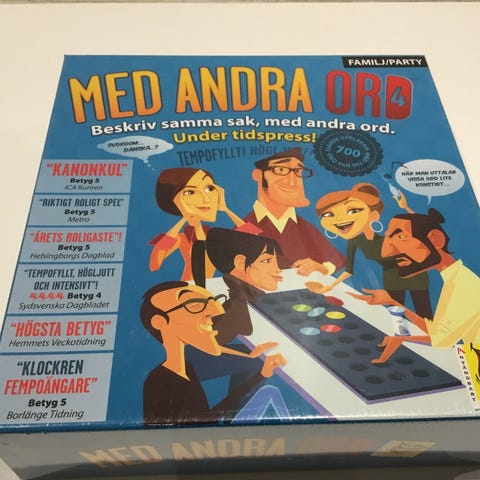 FAMILJ/PARTY
MED ANDRA ORD 4
Beskriv samma sak, med andra ord.
Under tidspress!
TEMPOFYLLT! HÖGL
700
SVORDOM...
DANSKA..?
NÄR MAN UTTALAR
VISSA ORD LITE
KONSTIGT...
"KANONKUL"
Betyg 5
ICA Kuriren
"RIKTIGT ROLIGT SPEL"
Betyg 5
Metro
"ÅRETS ROLIGASTE"!
Betyg 5
Helsingborgs Dagblad
"TEMPOFYLLT, HÖGLJUTT
OCH INTENSIVT"!
Betyg 4
Sydsvenska Dagbladet
"HÖGSTA BETYG"
Hemmets Veckotidning
"KLOCKREN
FEMPOÄNGARE"
Betyg 5
Borlänge Tidning
ANVÄNDBART
MED ANDRA ORD